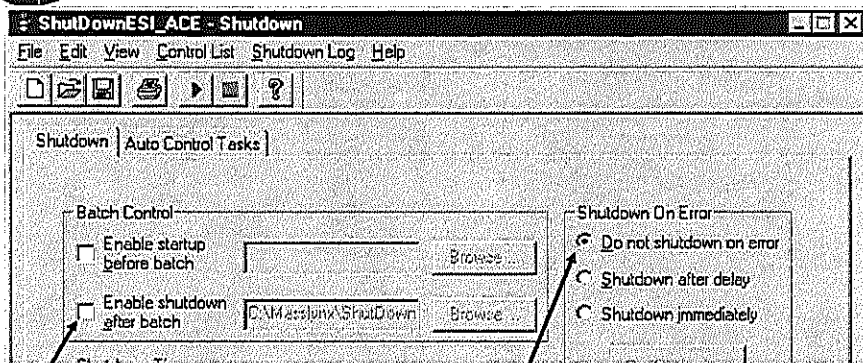 ShutDownESI_ACE - Shutdown
File Edit View Control List Shutdown Log Help
Shutdown Auto Control Tasks
Batch Control
Enable startup before batch
Browse ...
Enable shutdown after batch
C:\Masslynx\ShutDown
Browse ...
Shutdown On Error
Do not shutdown on error
Shutdown after delay
Shutdown immediately